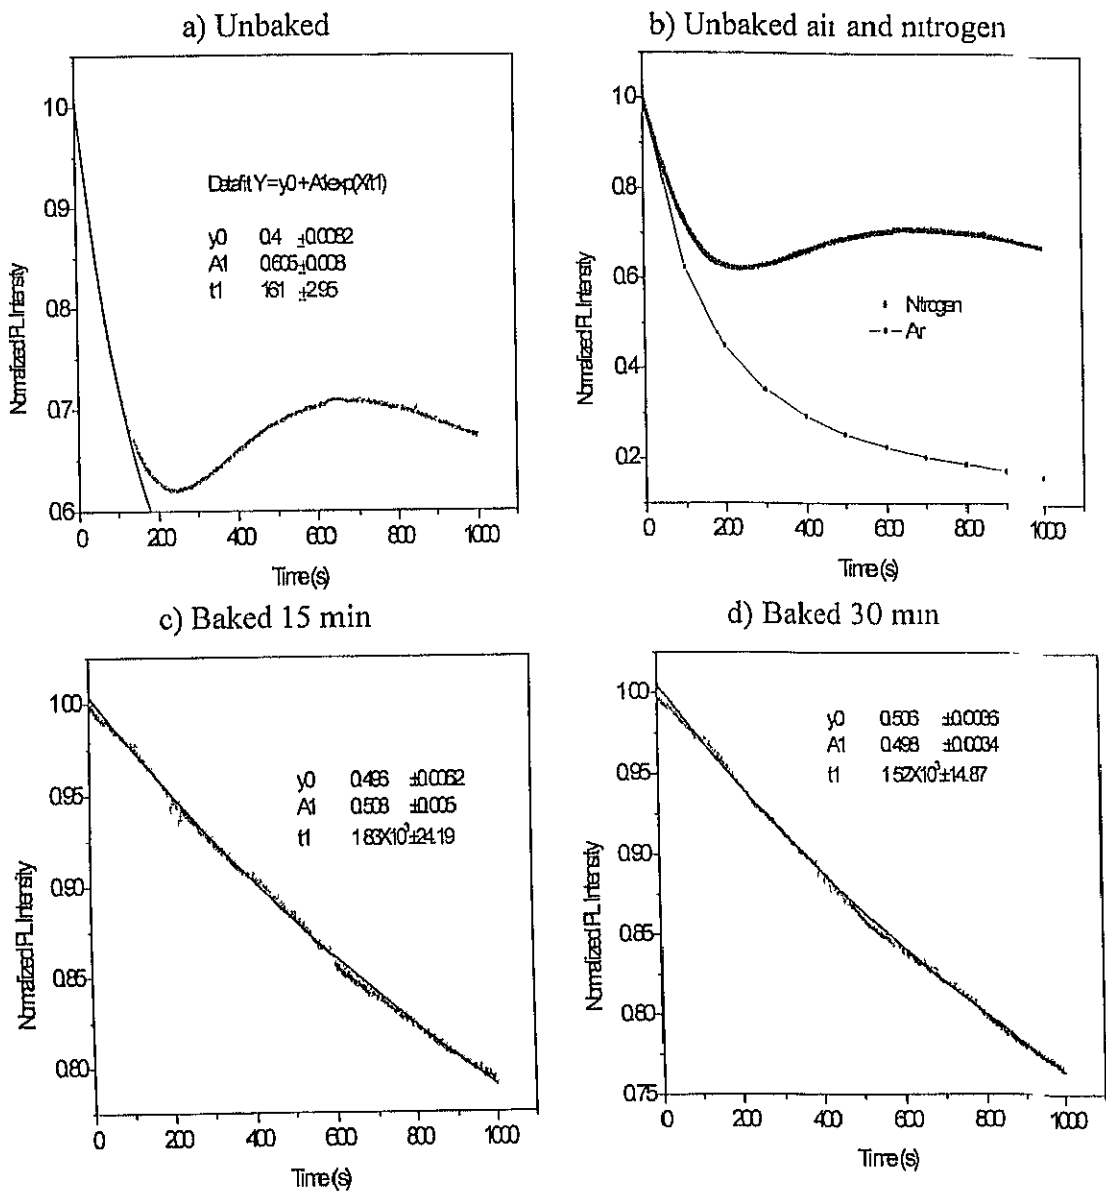 a) Unbaked
Normalized PL Intensity
1.0
0.9
0.8
0.7
0.6
Datafit Y=y0+A1exp(X/t1)
y0 0.4 ±0.0082
A1 0.605±0.008
t1 161 ±2.95
0 200 400 600 800 1000
Time(s)
b) Unbaked air and nitrogen
Normalized PL Intensity
1.0
0.8
0.6
0.4
0.2
Nitrogen
Air
0 200 400 600 800 1000
Time(s)
c) Baked 15 min
Normalized PL Intensity
1.00
0.95
0.90
0.85
0.80
y0 0.496 ±0.0052
A1 0.508 ±0.005
t1 1.83X10³±24.19
0 200 400 600 800 1000
Time(s)
d) Baked 30 min
Normalized PL Intensity
1.00
0.95
0.90
0.85
0.80
0.75
y0 0.506 ±0.0036
A1 0.498 ±0.0034
t1 1.52X10³±14.87
0 200 400 600 800 1000
Time(s)